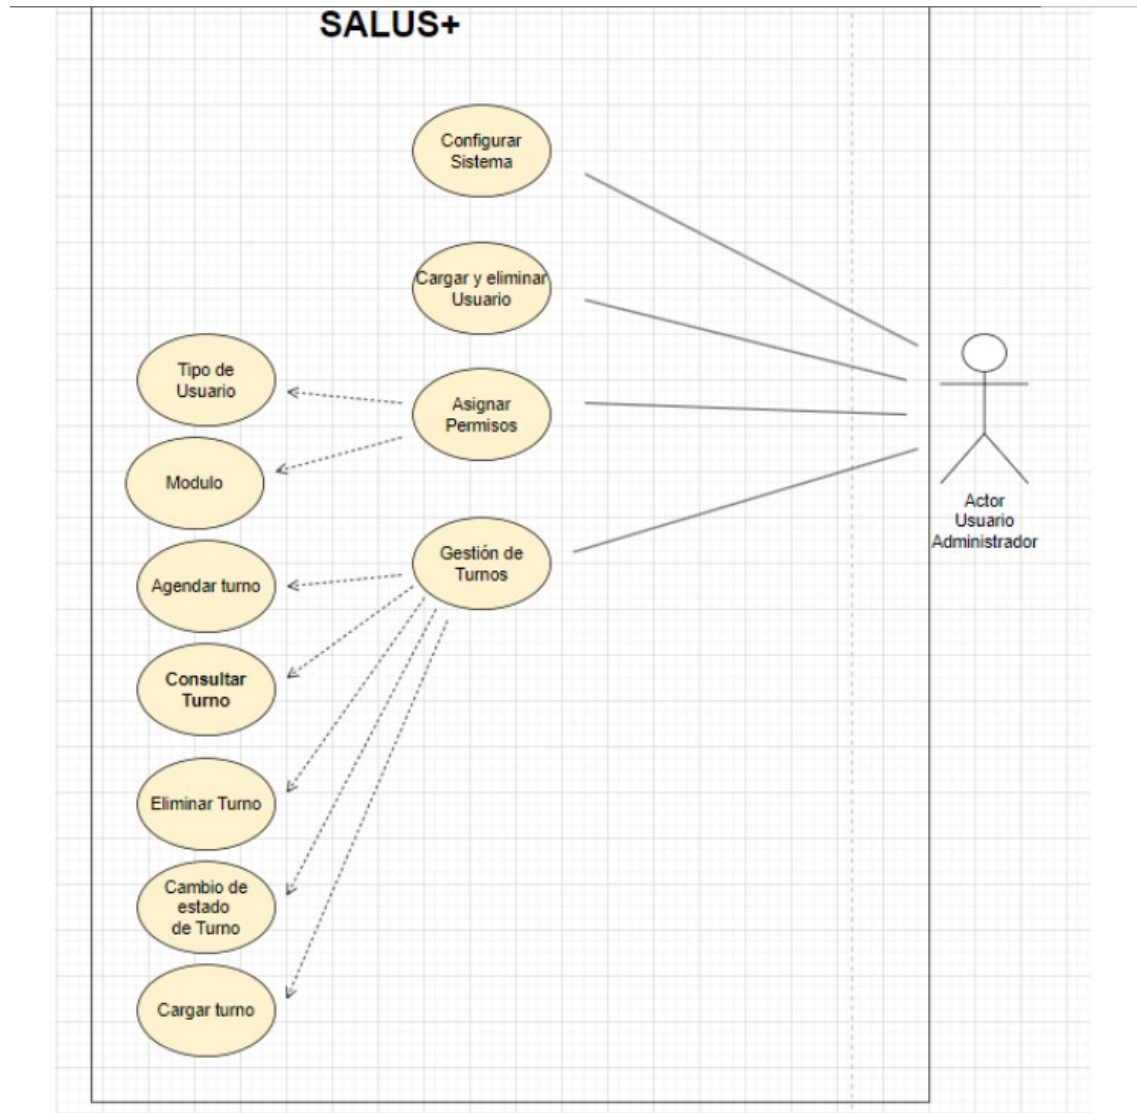 SALUS+
Configurar
Sistema
Cargar y eliminar
Usuario
Tipo de
Usuario
Asignar
Permisos
Modulo
Actor
Usuario
Administrador
Gestión de
Turnos
Agendar turno
Consultar
Turno
Eliminar Turno
Cambio de
estado
de Turno
Cargar turno